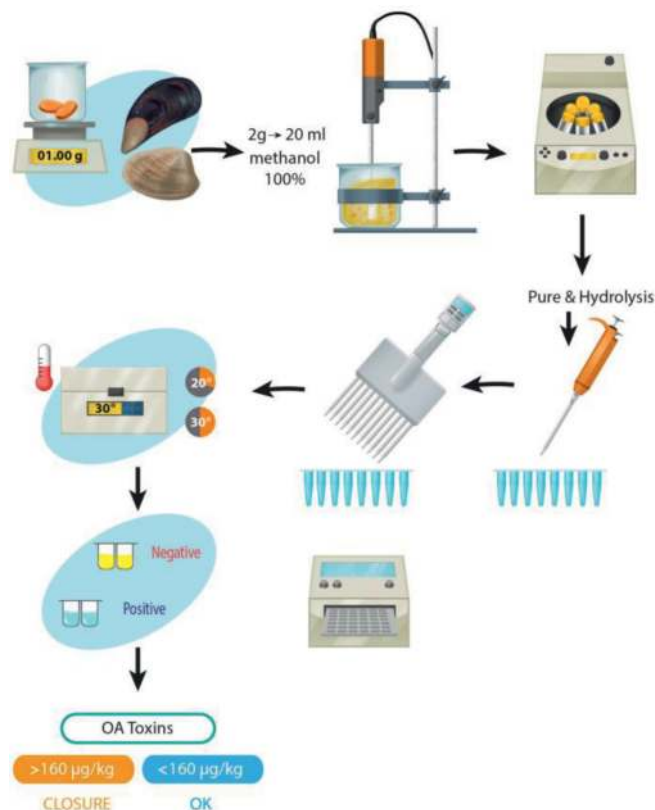 01.00 g
2g→ 20 ml
methanol
100%
Pure & Hydrolysis
30°
20°
30°
Negative
Positive
OA Toxins
>160 µg/kg
<160 µg/kg
CLOSURE
OK